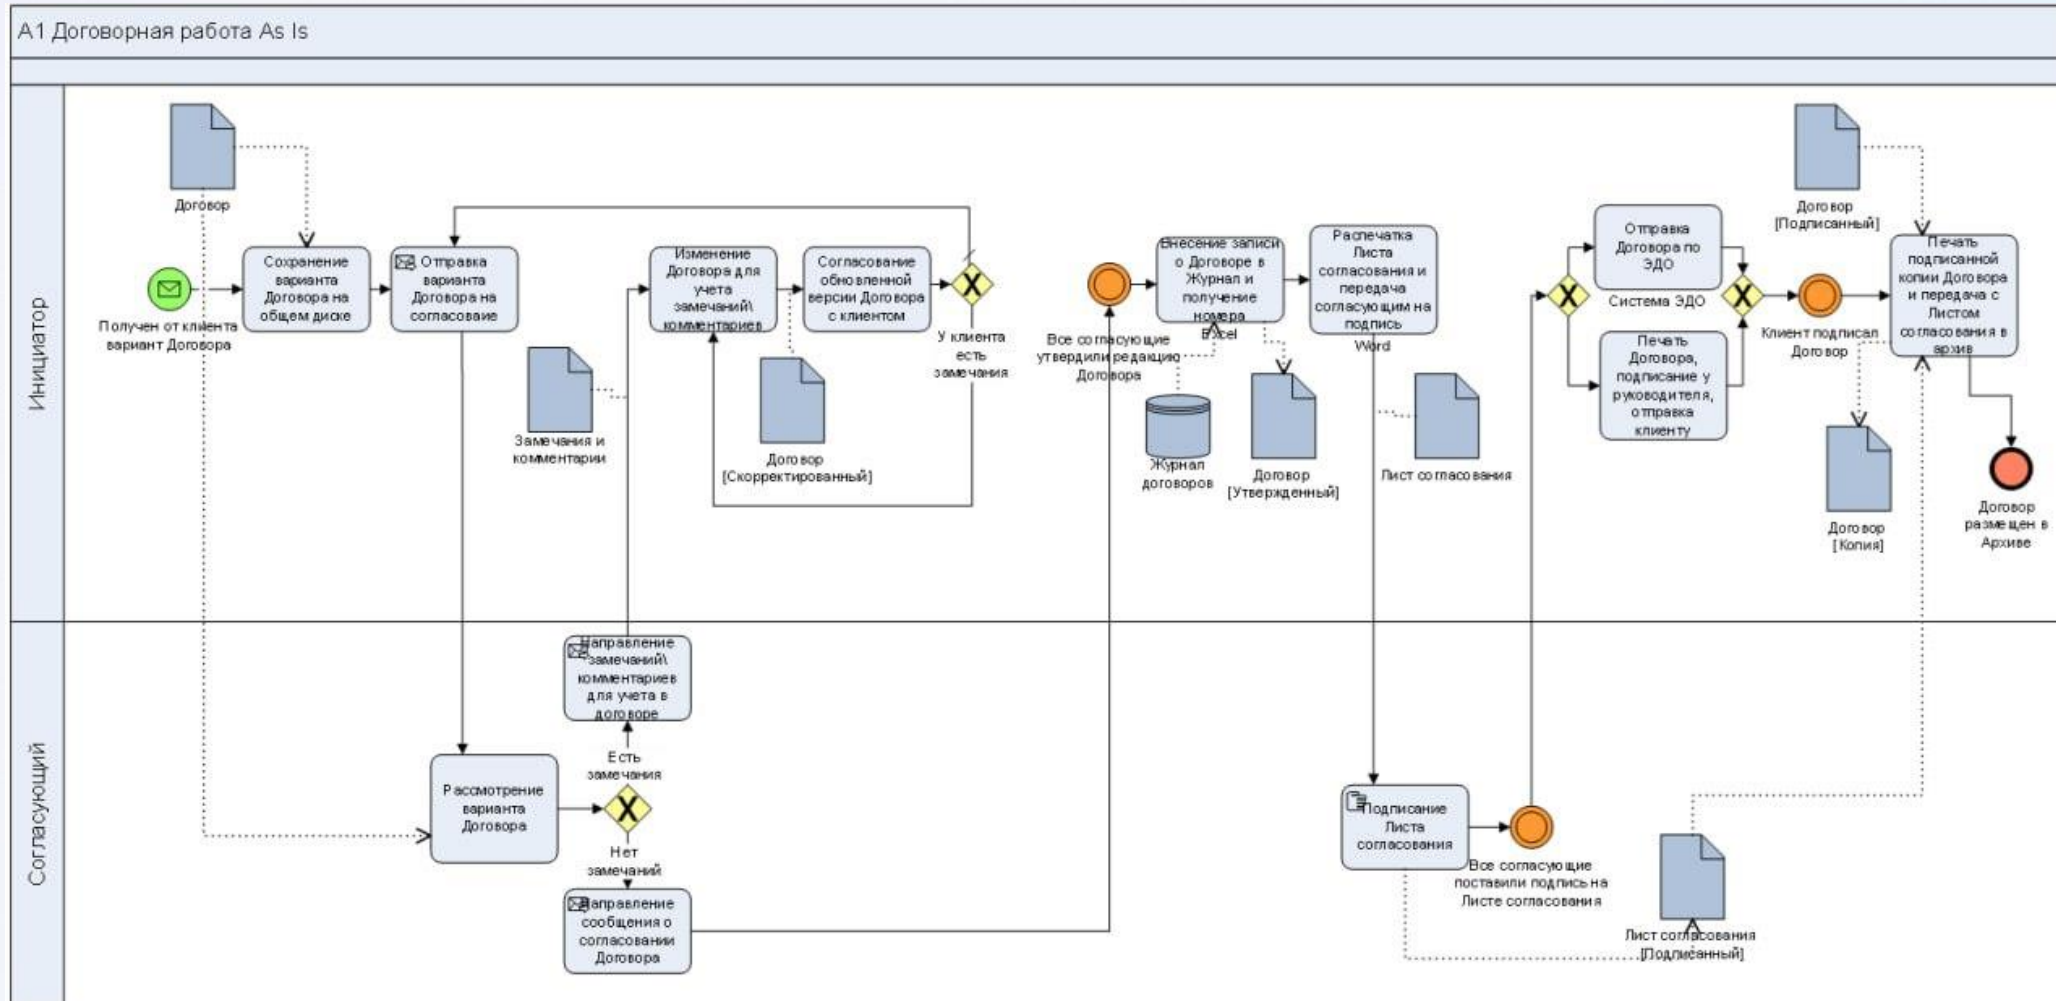 A1 Договорная работа As Is
Инициатор
Договор
Получен от клиента
вариант Договора
Сохранение
варианта
Договора на
общем диске
Отправка
варианта
Договора на
согласоваие
Замечания и
комментарии
Изменение
Договора для
учета
замечаний\
комментариев
Согласование
обновленной
версии Договора
с клиентом
Договор
[Скорректированный]
У клиента
есть
замечания
Все согласующие
утвердили редакцию
Договора
Внесение записи
о Договоре в
Журнал и
получение
номера
Excel
Журнал
договоров
Договор
[Утвержденный]
Распечатка
Листа
согласования и
передача
согласующим на
подпись
Word
Лист согласования
Отправка
Договора по
ЭДО
Система ЭДО
Печать
Договора,
подписание у
руководителя,
отправка
клиенту
Клиент подписал
Договор
Договор
[Подписанный]
Печать
подписанной
копии Договора
и передача с
Листом
согласования в
архив
Договор
[Копия]
Договор
размещен в
Архиве
Согласующий
Рассмотрение
варианта
Договора
Направление
замечаний\
комментариев
для учета в
договоре
Есть
замечания
Нет
замечаний
Направление
сообщения о
согласовании
Договора
Подписание
Листа
согласования
Все согласующие
поставили подпись на
Листе согласования
Лист согласования
[Подписанный]